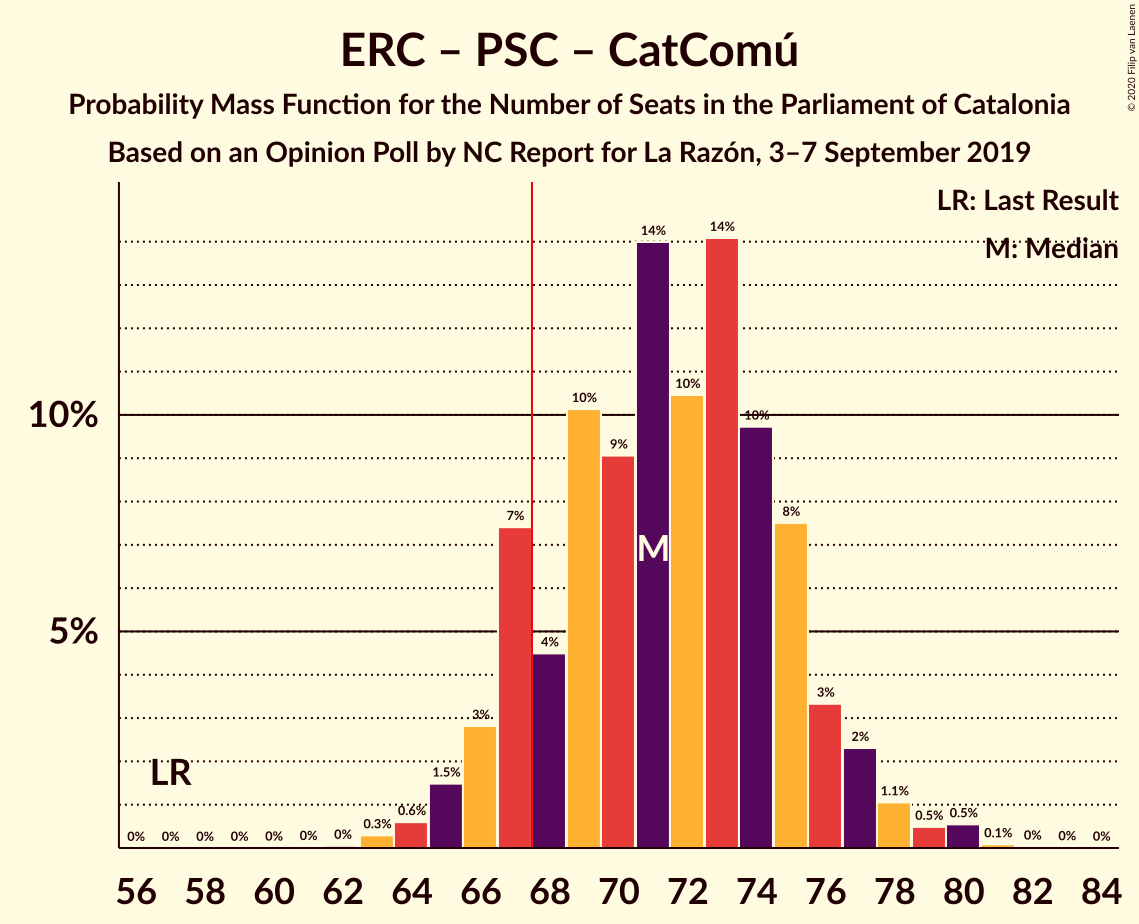 ERC – PSC – CatComú
Probability Mass Function for the Number of Seats in the Parliament of Catalonia
Based on an Opinion Poll by NC Report for La Razón, 3–7 September 2019
© 2020 Filip van Laenen
LR: Last Result
M: Median
10%
5%
0% 0% 0% 0% 0% 0% 0% 0.3% 0.6% 1.5% 3% 7% 4% 10% 9% 14% 10% 14% 10% 8% 3% 2% 1.1% 0.5% 0.5% 0.1% 0% 0% 0%
M
LR
56 58 60 62 64 66 68 70 72 74 76 78 80 82 84